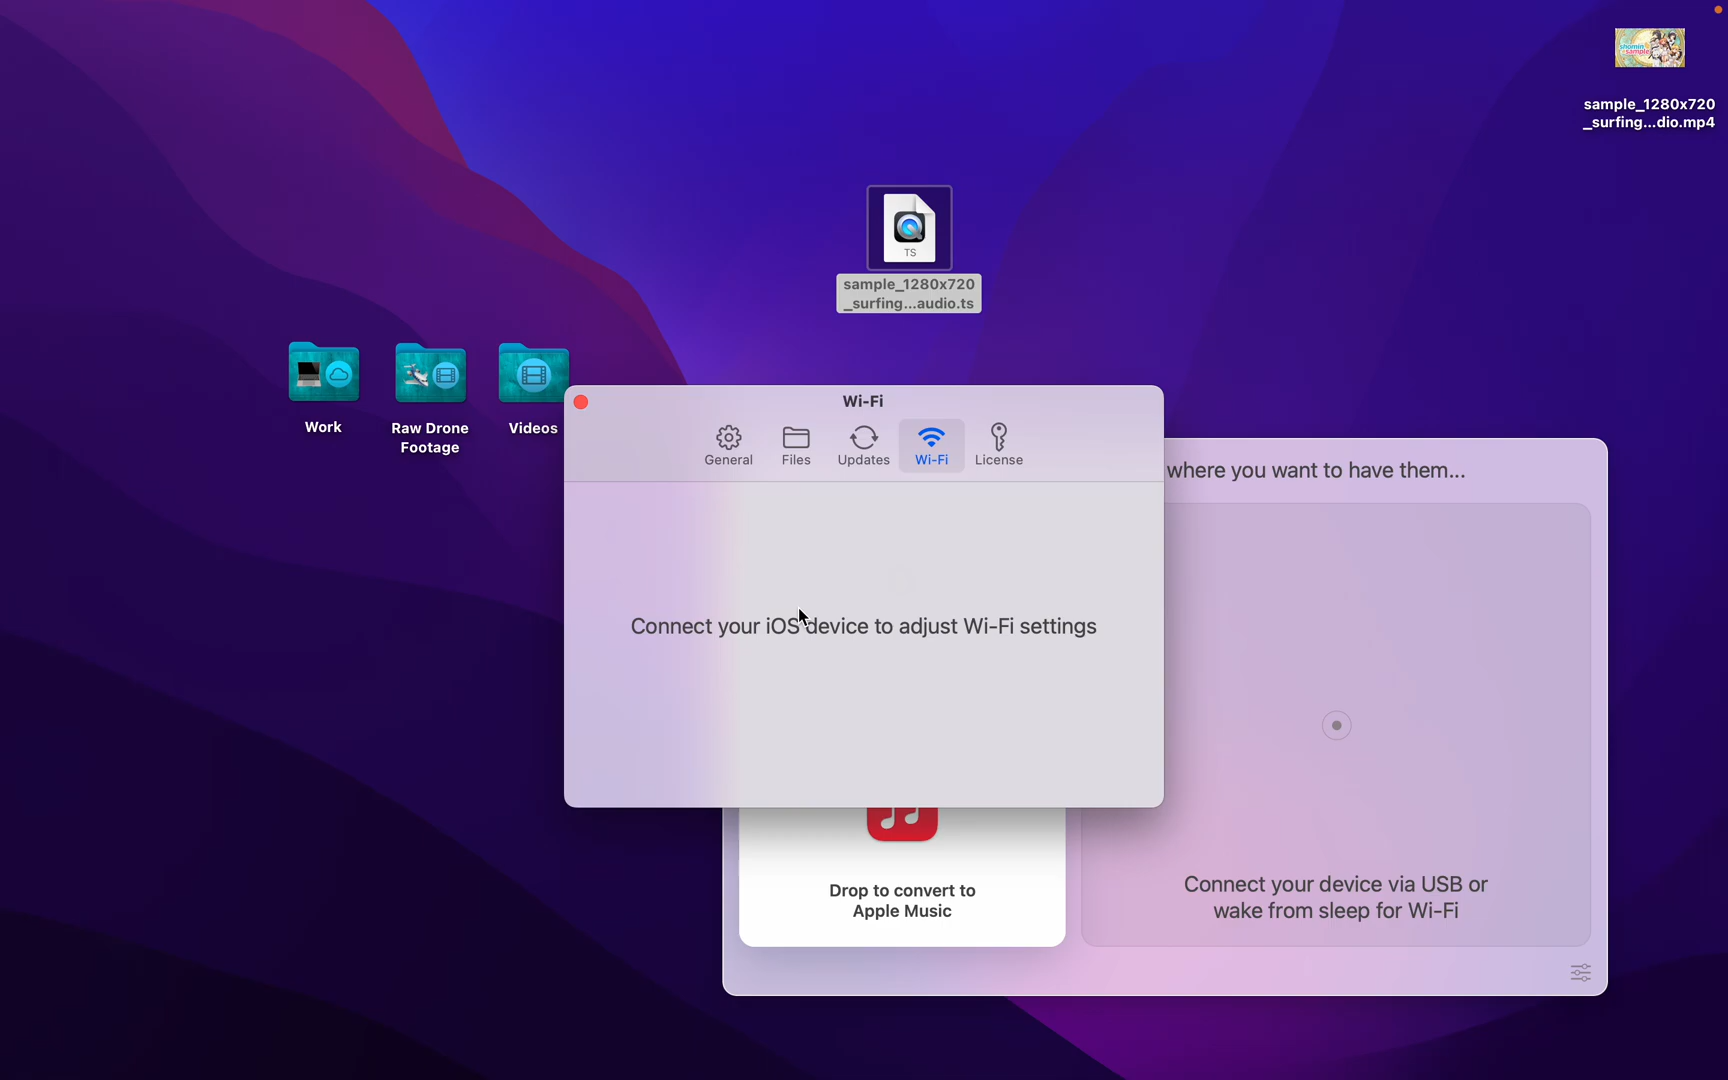 shomin
sample
sample_1280x720
_surfing...dio.mp4
TS
sample_1280x720
_surfing...audio.ts
Work
Raw Drone
Footage
Videos
Wi-Fi
General
Files
Updates
Wi-Fi
License
where you want to have them...
Connect your iOS device to adjust Wi-Fi settings
Drop to convert to
Apple Music
Connect your device via USB or
wake from sleep for Wi-Fi